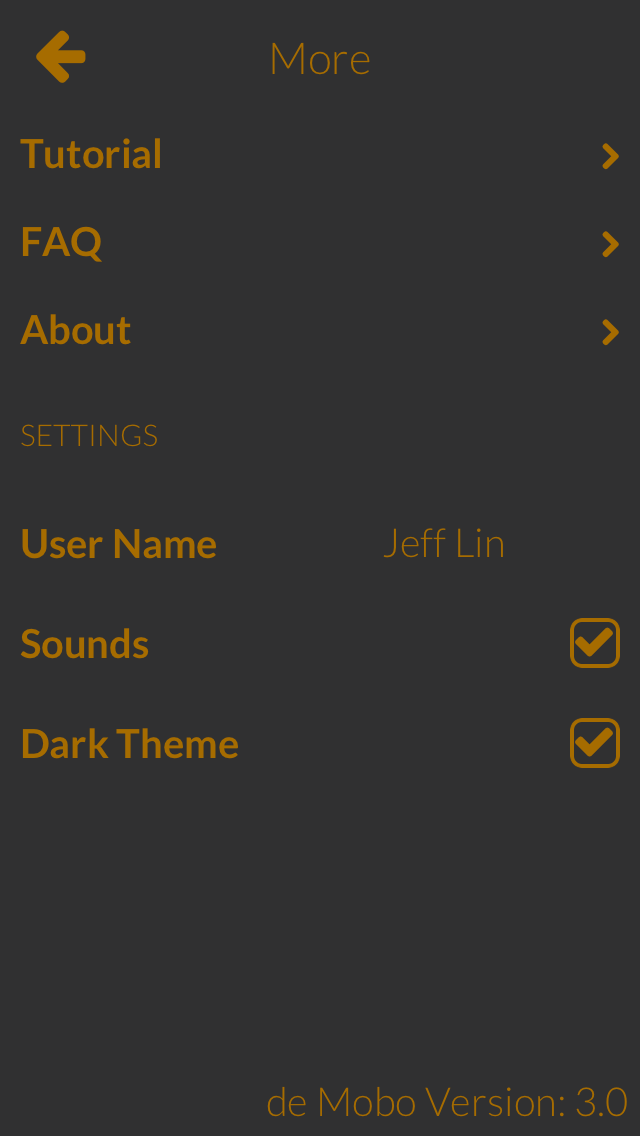 More
Tutorial
FAQ
About
SETTINGS
User Name Jeff Lin
Sounds
Dark Theme
de Mobo Version: 3.0